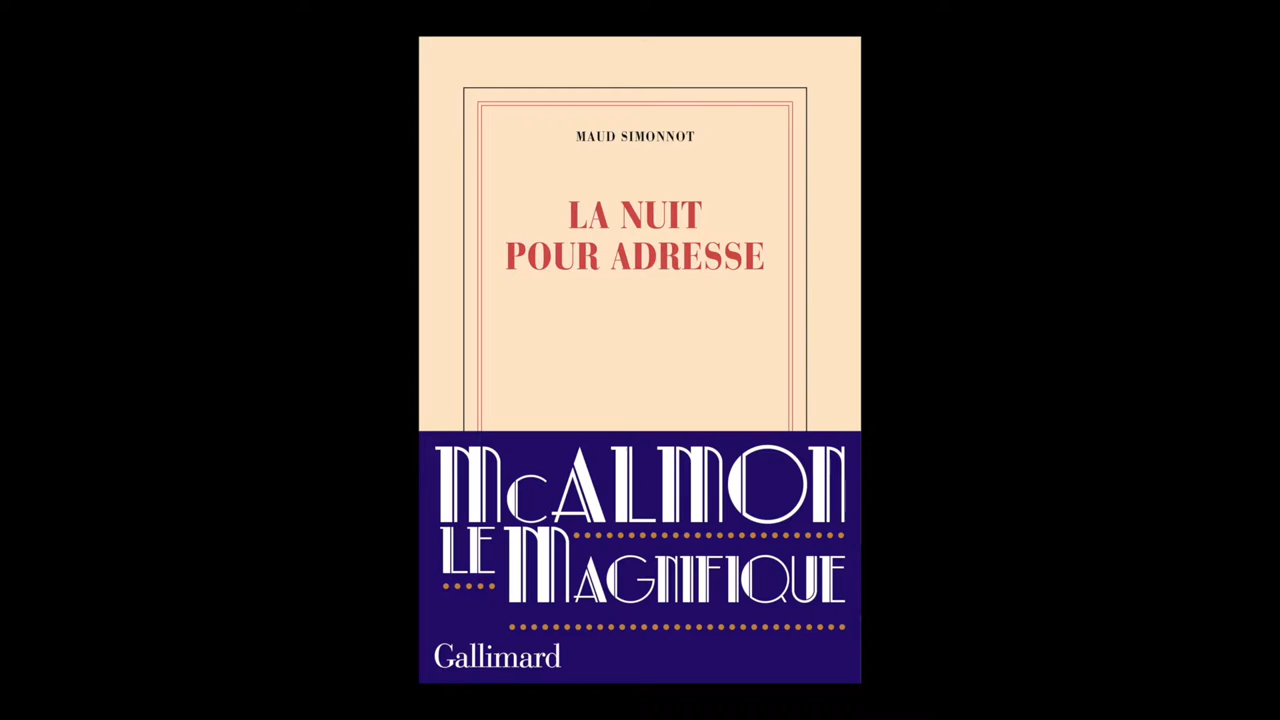 MAUD SIMONNOT
LA NUIT
POUR ADRESSE
McALMON
LE MAGNIFIQUE
Gallimard